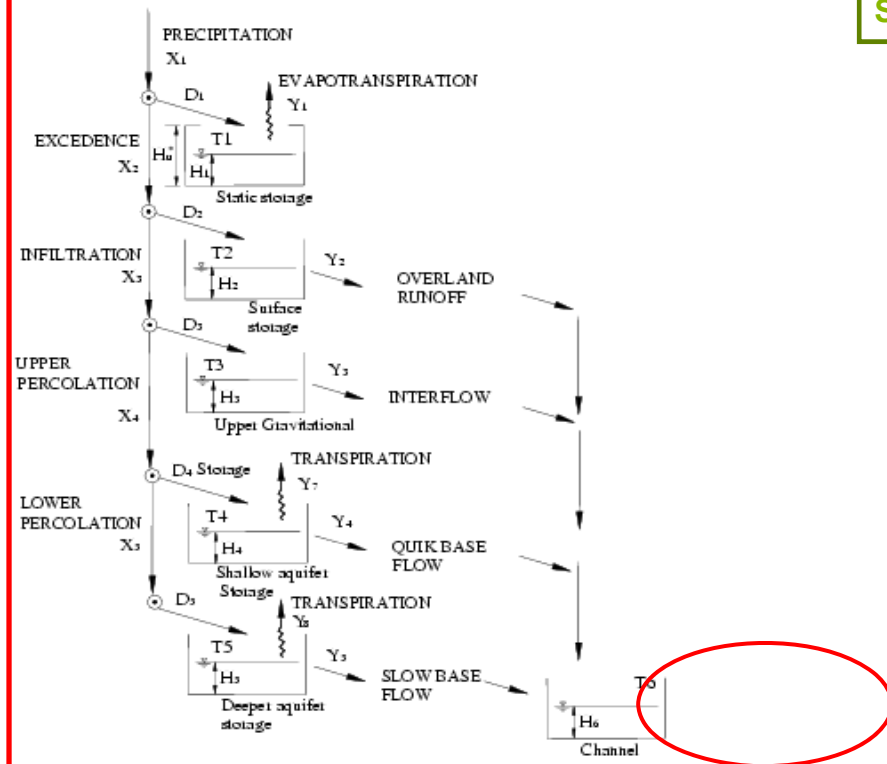 S
PRECIPITATION
X₁
EVAPOTRANSPIRATION
D₁
Y₁
EXCEDENCE
X₂
Hᵤ*
T1
H₁
Static storage
D₂
INFILTRATION
X₃
T2
H₂
Y₂
OVERLAND
RUNOFF
Surface
storage
D₃
UPPER
PERCOLATION
X₄
T3
H₃
Y₃
INTERFLOW
Upper Gravitational
D₄ Storage
TRANSPIRATION
Y₇
LOWER
PERCOLATION
X₅
T4
H₄
Y₄
QUIK BASE
FLOW
Shallow aquifer
Storage
D₅
TRANSPIRATION
Y₈
T5
H₅
Y₅
SLOW BASE
FLOW
Deeper aquifer
storage
T6
H₆
Channel